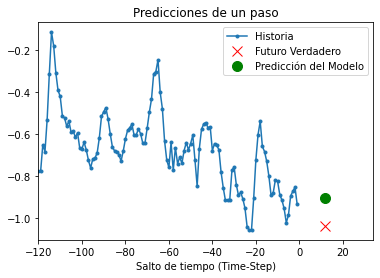 Predicciones de un paso
Historia
Futuro Verdadero
Predicción del Modelo
−0.2
−0.4
−0.6
−0.8
−1.0
−120
−100
−80
−60
−40
−20
0
20
Salto de tiempo (Time-Step)